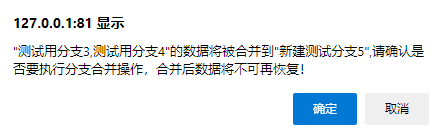 127.0.0.1:81 显示
"测试用分支3,测试用分支4"的数据将被合并到"新建测试分支5",请确认是
否要执行分支合并操作，合并后数据将不可再恢复！
确定 取消